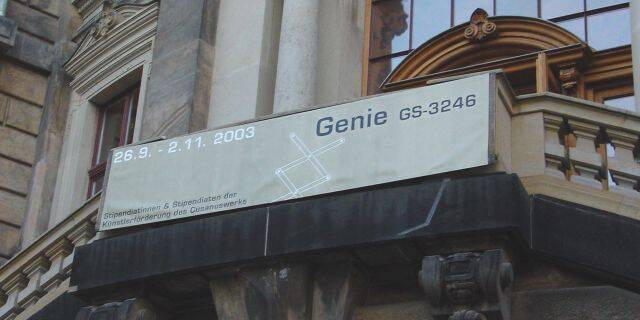 26.9. - 2.11. 2003
Genie GS-3246
Stipendiatinnen & Stipendiaten der
Künstlerförderung des Cusanuswerks